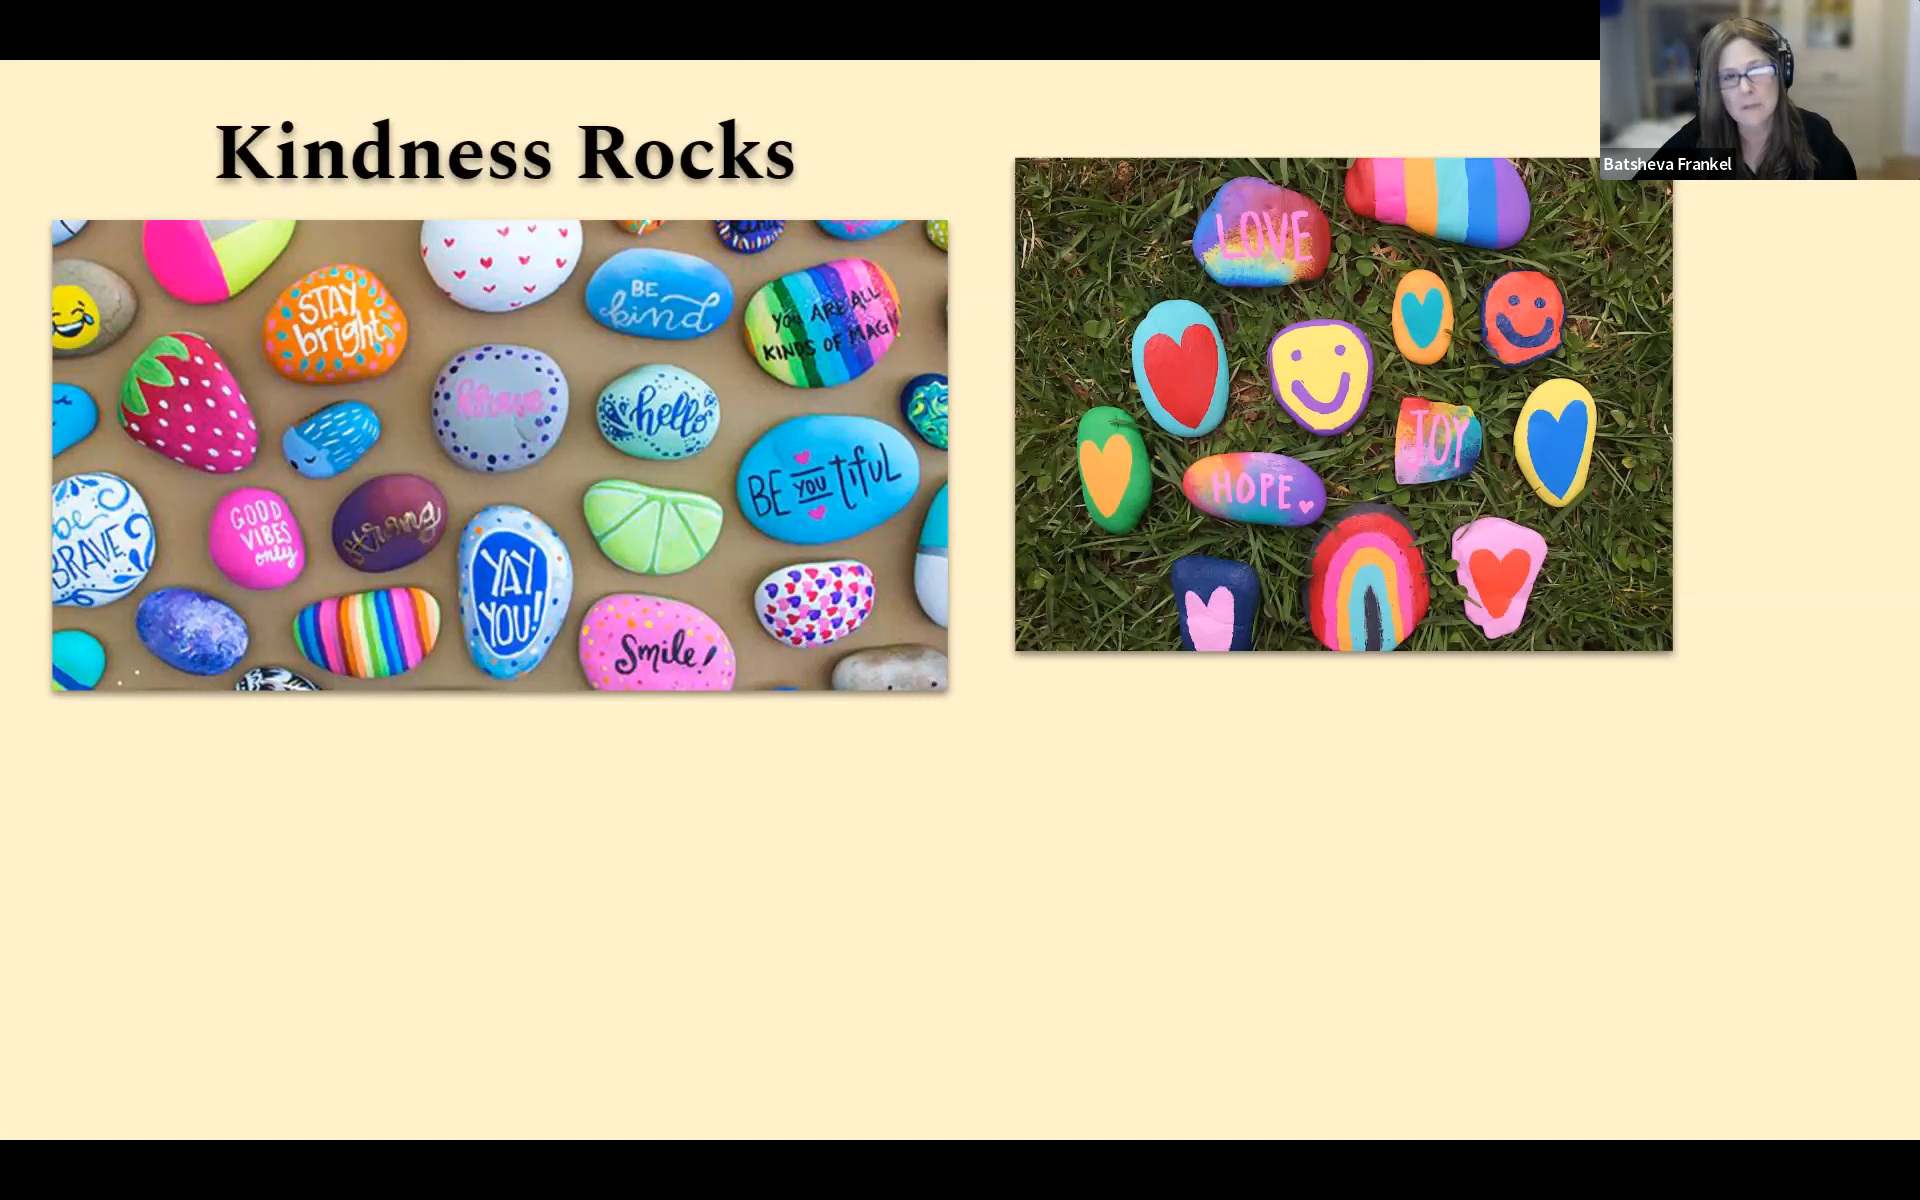 Kindness Rocks
Batsheva Frankel
STAY
bright
BE
kind
YOU ARE ALL
KINDS OF MAGIC
hello
BE YOU tiFUL
be
BRAVE
GOOD
VIBES
only
strong
YAY
YOU!
Smile!
LOVE
JOY
HOPE